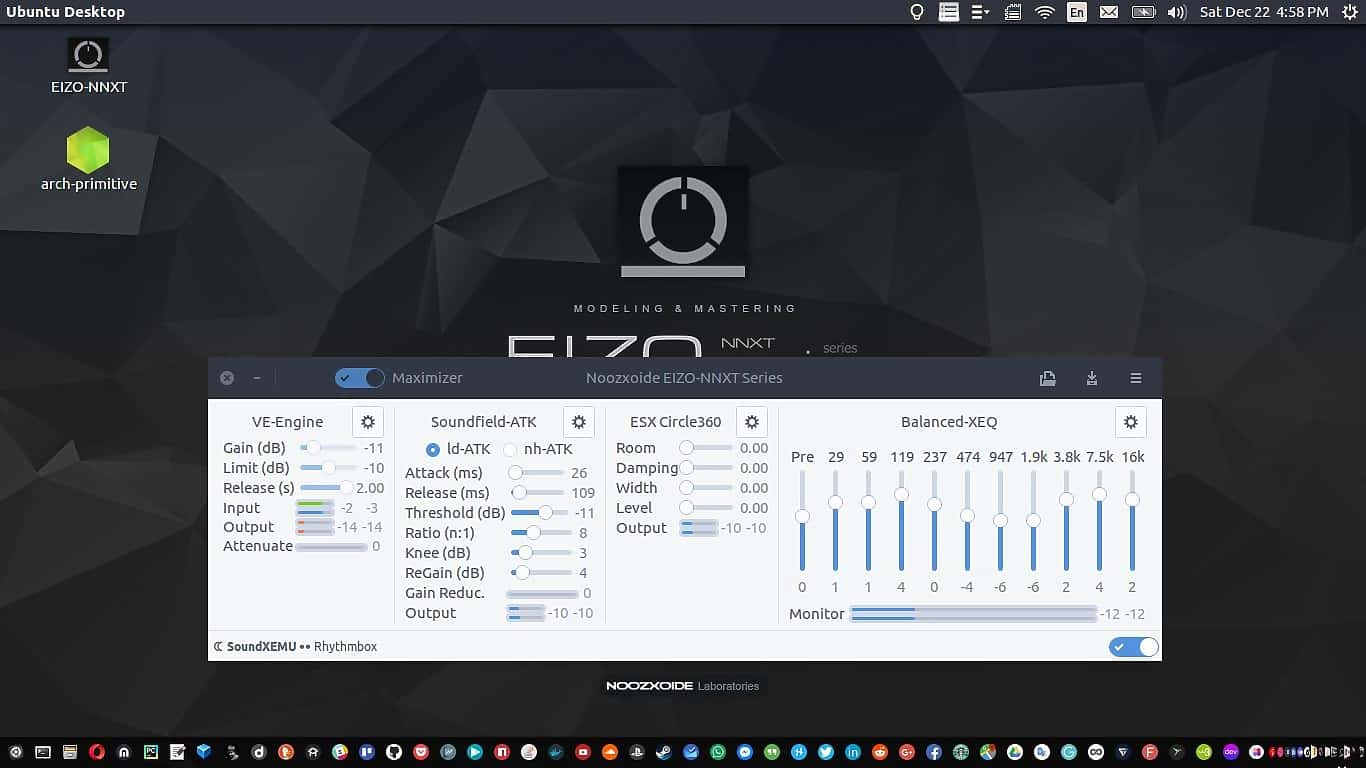 Ubuntu Desktop
En
Sat Dec 22 4:58 PM
EIZO-NNXT
arch-primitive
MODELING & MASTERING
EIZO NNXT . series
Maximizer
Noozxoide EIZO-NNXT Series
VE-Engine
Gain (dB) -11
Limit (dB) -10
Release (s) 2.00
Input -2 -3
Output -14 -14
Attenuate 0
Soundfield-ATK
ld-ATK nh-ATK
Attack (ms) 26
Release (ms) 109
Threshold (dB) -11
Ratio (n:1) 8
Knee (dB) 3
ReGain (dB) 4
Gain Reduc. 0
Output -10 -10
ESX Circle360
Room 0.00
Damping 0.00
Width 0.00
Level 0.00
Output -10 -10
Balanced-XEQ
Pre 29 59 119 237 474 947 1.9k 3.8k 7.5k 16k
0 1 1 4 0 -4 -6 -6 2 4 2
Monitor -12 -12
SoundXEMU •• Rhythmbox
NOOZXOIDE Laboratories